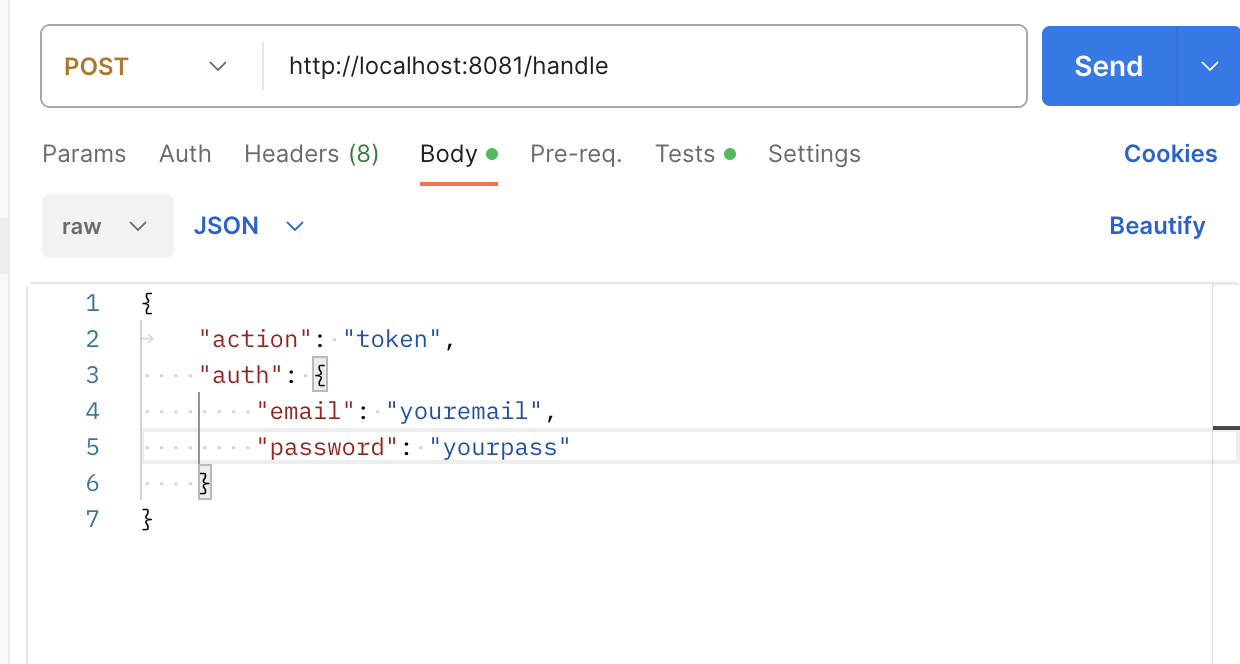 POST http://localhost:8081/handle Send
Params Auth Headers (8) Body Pre-req. Tests Settings Cookies
raw JSON Beautify
1 {
2 "action": "token",
3 "auth": {
4 "email": "youremail",
5 "password": "yourpass"
6 }
7 }